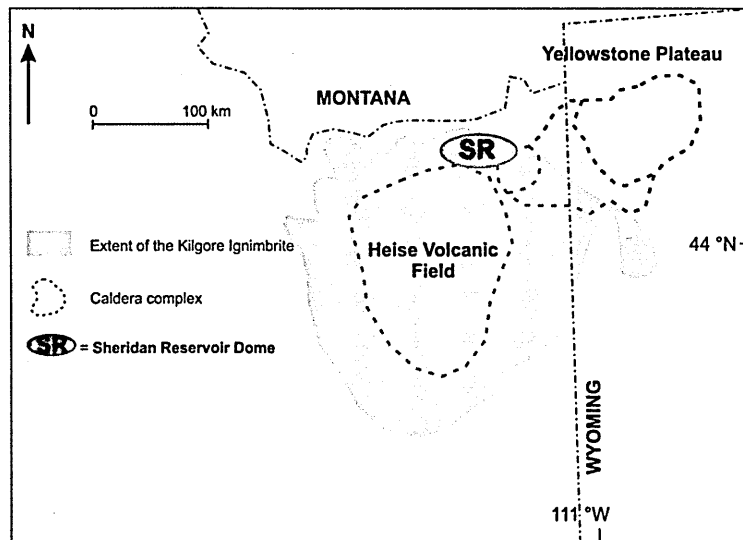 N
Yellowstone Plateau
0 100 km
MONTANA
SR
Extent of the Kilgore Ignimbrite
Heise Volcanic
Field
44 °N
Caldera complex
SR = Sheridan Reservoir Dome
WYOMING
111 °W